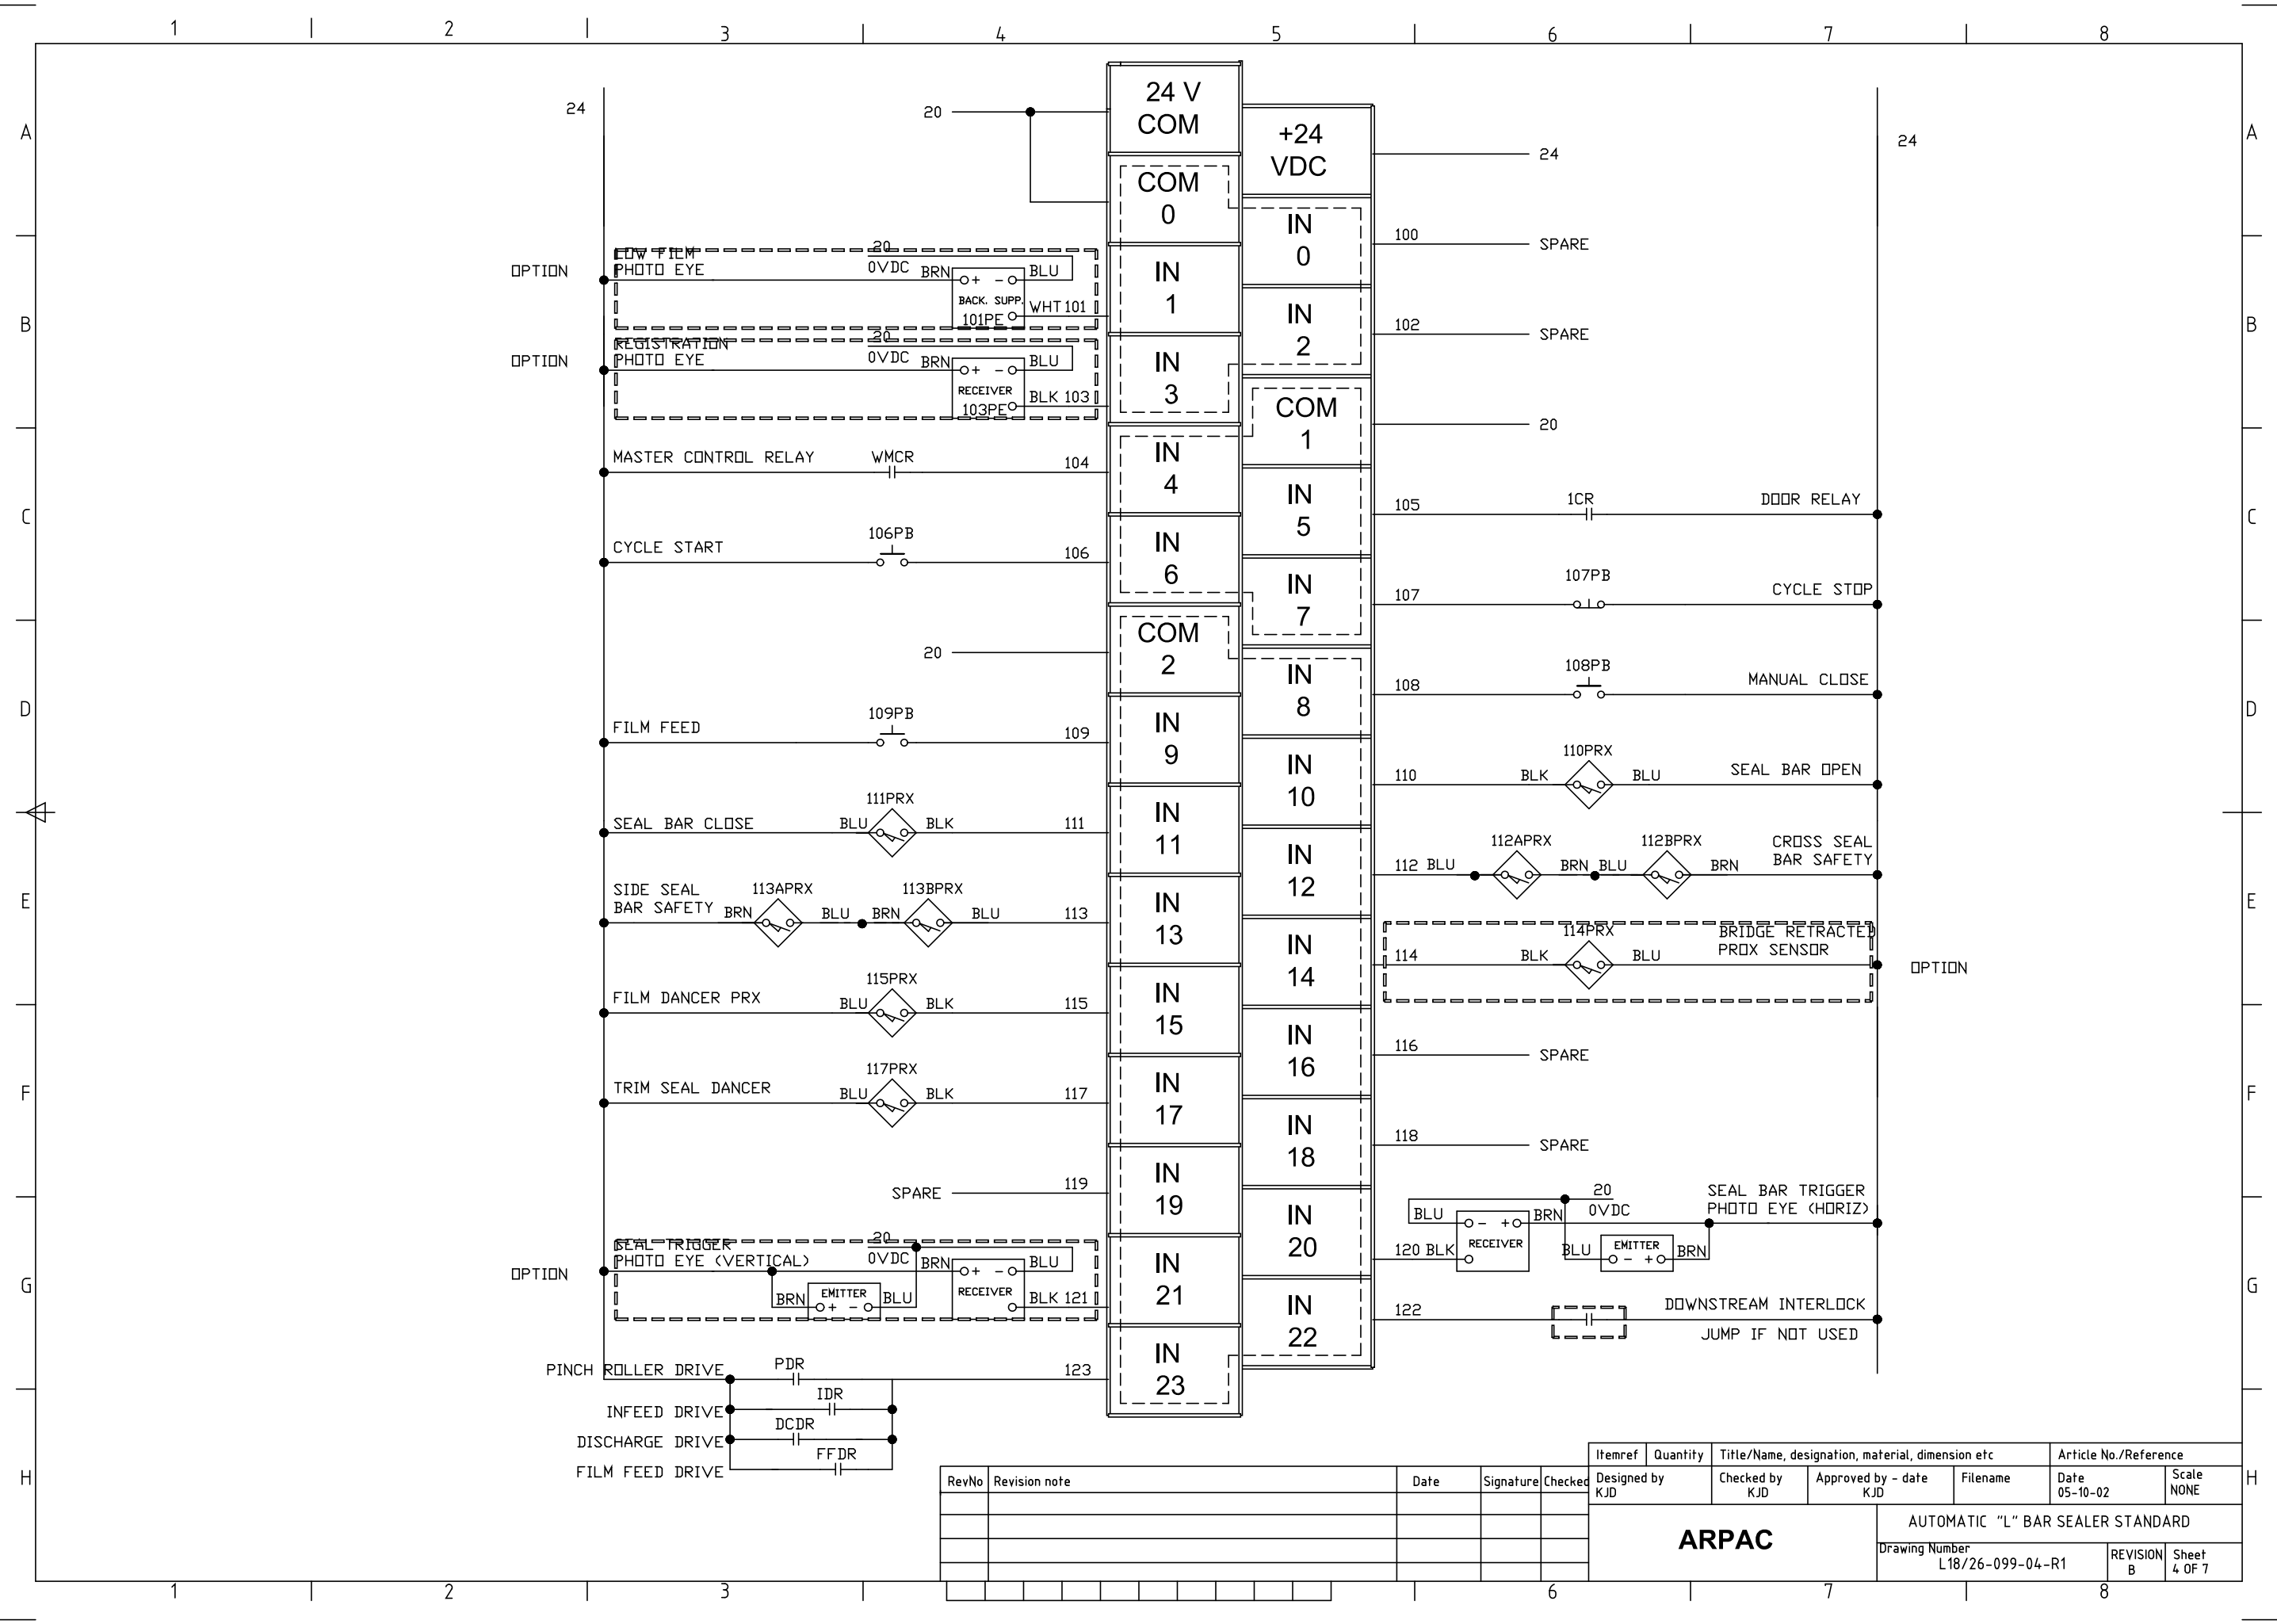 1 2 3 4 5 6 7 8
A
B
C
D
E
F
G
H
24
20
24 V
COM
+24
VDC
24
24
COM
0
IN
0
100
SPARE
OPTION
LOW FILM
PHOTO EYE
20
0VDC
BRN
+ -
BLU
BACK. SUPP.
101PE
WHT 101
IN
1
IN
2
102
SPARE
OPTION
REGISTRATION
PHOTO EYE
20
0VDC
BRN
+ -
BLU
RECEIVER
103PE
BLK 103
IN
3
COM
1
20
MASTER CONTROL RELAY
WMCR
104
IN
4
IN
5
105
1CR
DOOR RELAY
CYCLE START
106PB
106
IN
6
IN
7
107
107PB
CYCLE STOP
20
COM
2
IN
8
108
108PB
MANUAL CLOSE
FILM FEED
109PB
109
IN
9
IN
10
110
BLK
110PRX
BLU
SEAL BAR OPEN
SEAL BAR CLOSE
BLU
111PRX
BLK
111
IN
11
IN
12
112 BLU
112APRX
BRN
BLU
112BPRX
BRN
CROSS SEAL
BAR SAFETY
SIDE SEAL
BAR SAFETY
BRN
113APRX
BLU
BRN
113BPRX
BLU
113
IN
13
IN
14
114
BLK
114PRX
BLU
BRIDGE RETRACTED
PROX SENSOR
OPTION
FILM DANCER PRX
BLU
115PRX
BLK
115
IN
15
IN
16
116
SPARE
TRIM SEAL DANCER
BLU
117PRX
BLK
117
IN
17
IN
18
118
SPARE
SPARE
119
IN
19
IN
20
BLU
- +
BRN
RECEIVER
120 BLK
20
0VDC
BLU
EMITTER
- +
BRN
SEAL BAR TRIGGER
PHOTO EYE (HORIZ)
OPTION
SEAL TRIGGER
PHOTO EYE (VERTICAL)
20
0VDC
BRN
EMITTER
+ -
BLU
BRN
+ -
BLU
RECEIVER
BLK 121
IN
21
IN
22
122
DOWNSTREAM INTERLOCK
JUMP IF NOT USED
PINCH ROLLER DRIVE
PDR
123
IN
23
INFEED DRIVE
IDR
DISCHARGE DRIVE
DCDR
FILM FEED DRIVE
FFDR
A
B
C
D
E
F
G
H
RevNo Revision note Date Signature Checked
Itemref Quantity Title/Name, designation, material, dimension etc Article No./Reference
Designed by
KJD
Checked by
KJD
Approved by - date
KJD
Filename
Date
05-10-02
Scale
NONE
ARPAC
AUTOMATIC "L" BAR SEALER STANDARD
Drawing Number
L18/26-099-04-R1
REVISION
B
Sheet
4 OF 7
1 2 3 6 7 8